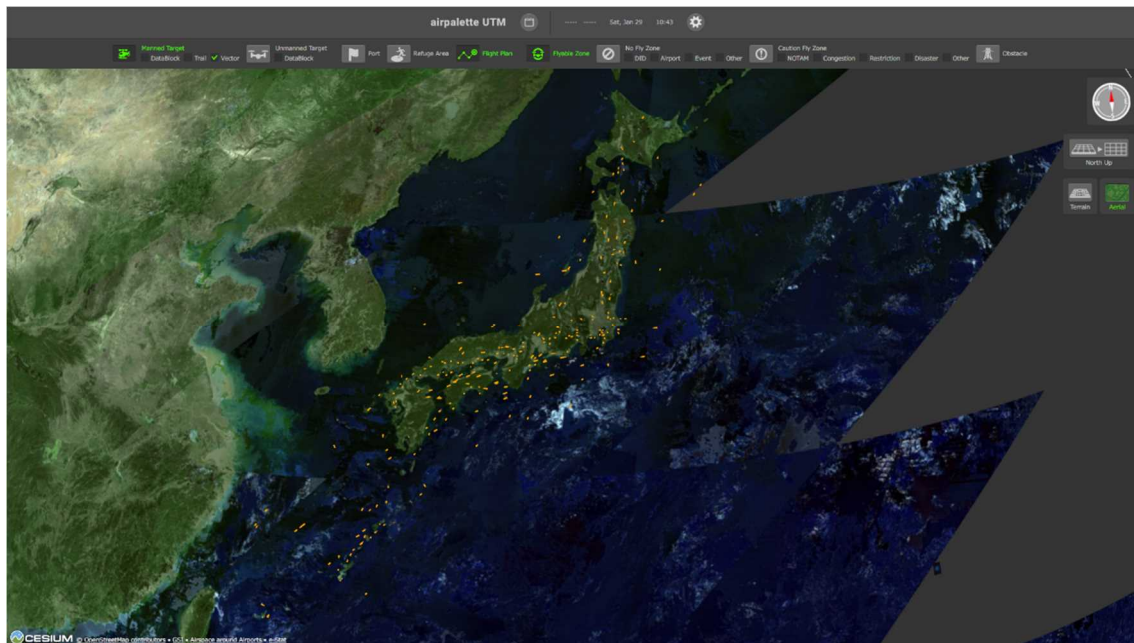 airpalette UTM
Sat, Jan 29 10:43
Manned Target
DataBlock Trail Vector
Unmanned Target
DataBlock
Port
Refuge Area
Flight Plan
Flyable Zone
No Fly Zone
DID Airport Event Other
Caution Fly Zone
NOTAM Congestion Restriction Disaster Other
Obstacle
N
North Up
Terrain Aerial
CESIUM © OpenStreetMap contributors • GSI • Airspace around Airports • e-Stat